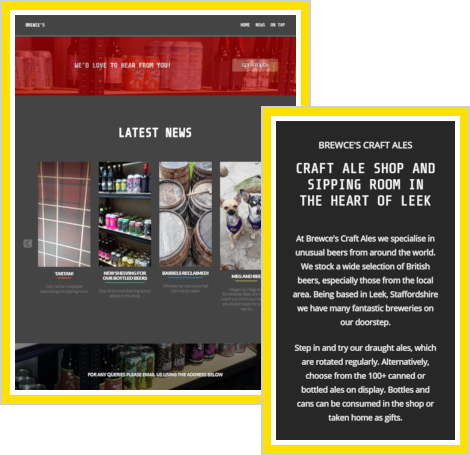 BREWCE'S
HOME NEWS ON TAP
WE'D LOVE TO HEAR FROM YOU!
LATEST NEWS
TARTAN!
NEW SHELVING FOR
OUR BOTTLED BEERS
BARRELS RECLAIMED!
MEG AND
FOR ANY QUERIES PLEASE EMAIL US USING THE ADDRESS BELOW
BREWCE'S CRAFT ALES
CRAFT ALE SHOP AND
SIPPING ROOM IN
THE HEART OF LEEK
At Brewce's Craft Ales we specialise in
unusual beers from around the world.
We stock a wide selection of British
beers, especially those from the local
area. Being based in Leek, Staffordshire
we have many fantastic breweries on
our doorstep.
Step in and try our draught ales, which
are rotated regularly. Alternatively,
choose from the 100+ canned or
bottled ales on display. Bottles and
cans can be consumed in the shop or
taken home as gifts.